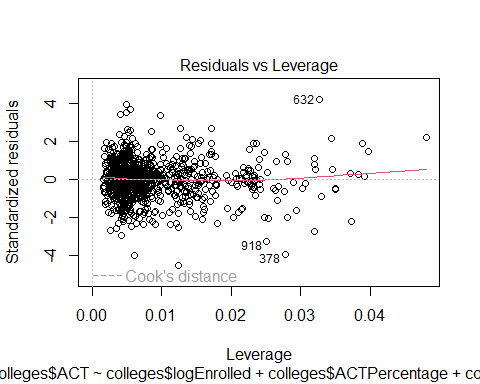 Residuals vs Leverage
Standardized residuals
4
2
0
-2
-4
632
918
378
Cook's distance
0.00 0.01 0.02 0.03 0.04
Leverage
olleges$ACT ~ colleges$logEnrolled + colleges$ACTPercentage + co